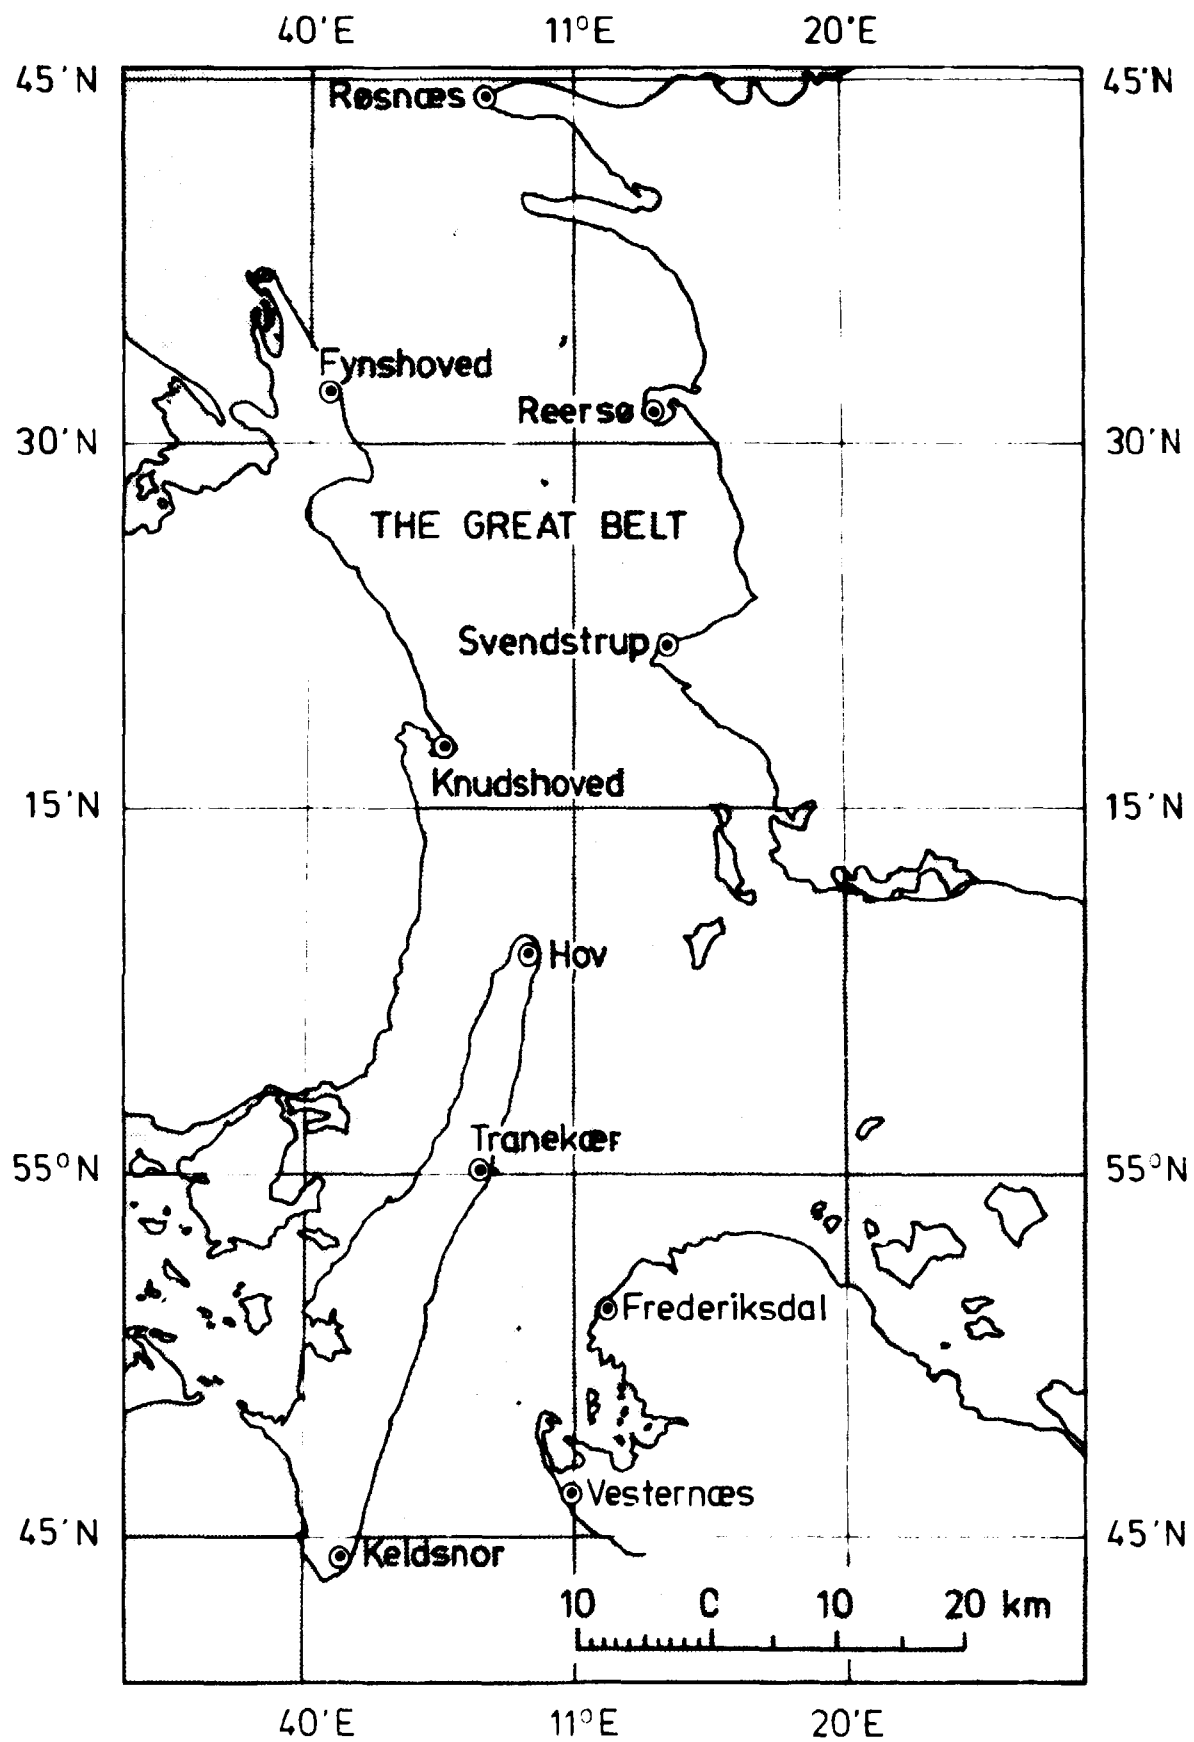 40'E 11°E 20'E
45'N 45'N
Røsnæs
Fynshoved
Reersø
30'N 30'N
THE GREAT BELT
Svendstrup
Knudshoved
15'N 15'N
Hov
Tranekær
55°N 55°N
Frederiksdal
Vesternæs
45'N 45'N
Keldsnor
10 0 10 20 km
40'E 11°E 20'E